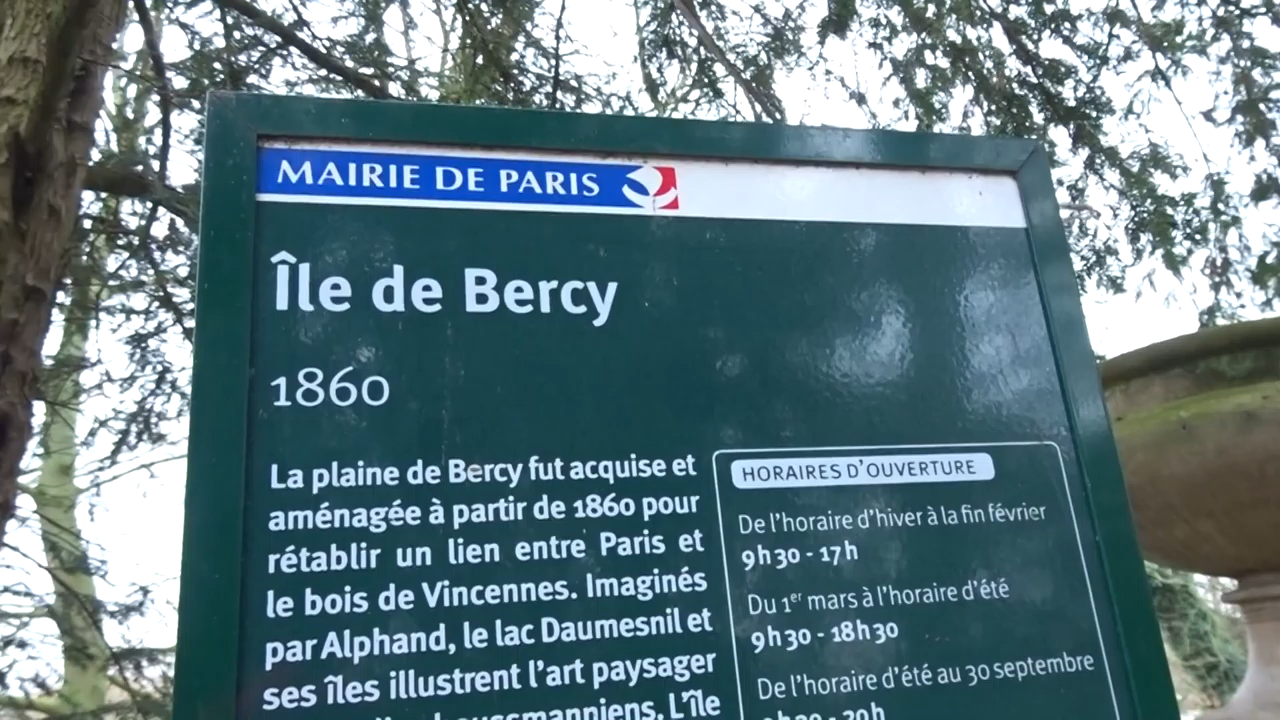 MAIRIE DE PARIS
Île de Bercy
1860
La plaine de Bercy fut acquise et
aménagée à partir de 1860 pour
rétablir un lien entre Paris et
le bois de Vincennes. Imaginés
par Alphand, le lac Daumesnil et
ses îles illustrent l'art paysager
L'île
HORAIRES D'OUVERTURE
De l'horaire d'hiver à la fin février
9h30 - 17h
Du 1er mars à l'horaire d'été
9h30 - 18h30
De l'horaire d'été au 30 septembre
9h30 - 20h